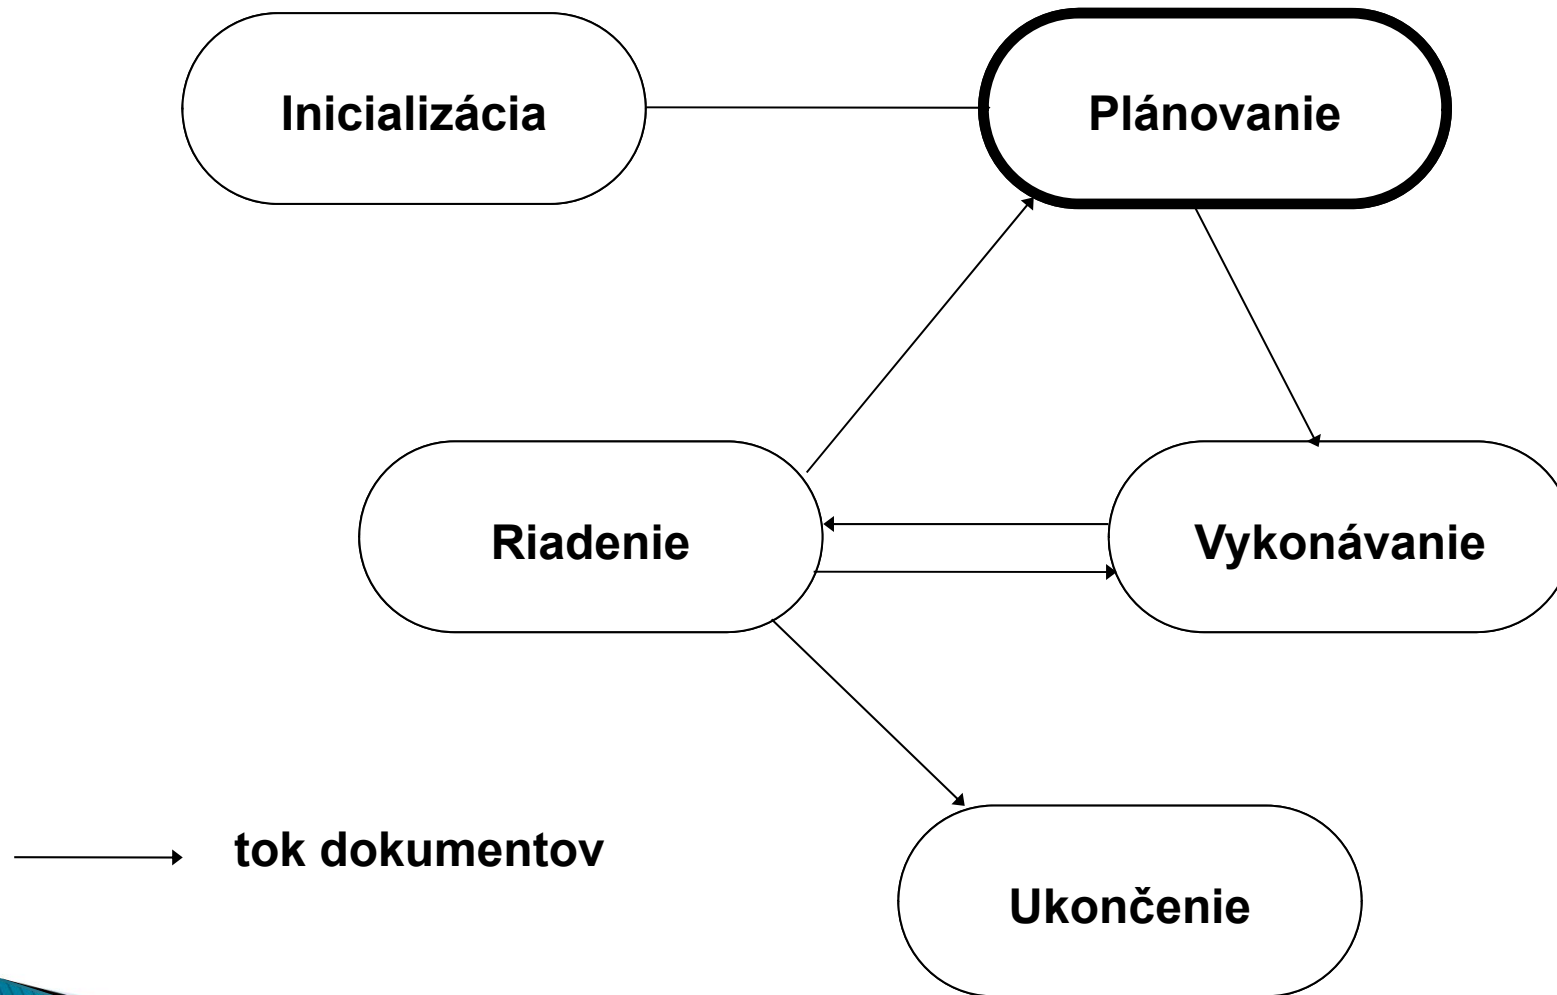 Inicializácia
Plánovanie
Riadenie
Vykonávanie
tok dokumentov
Ukončenie